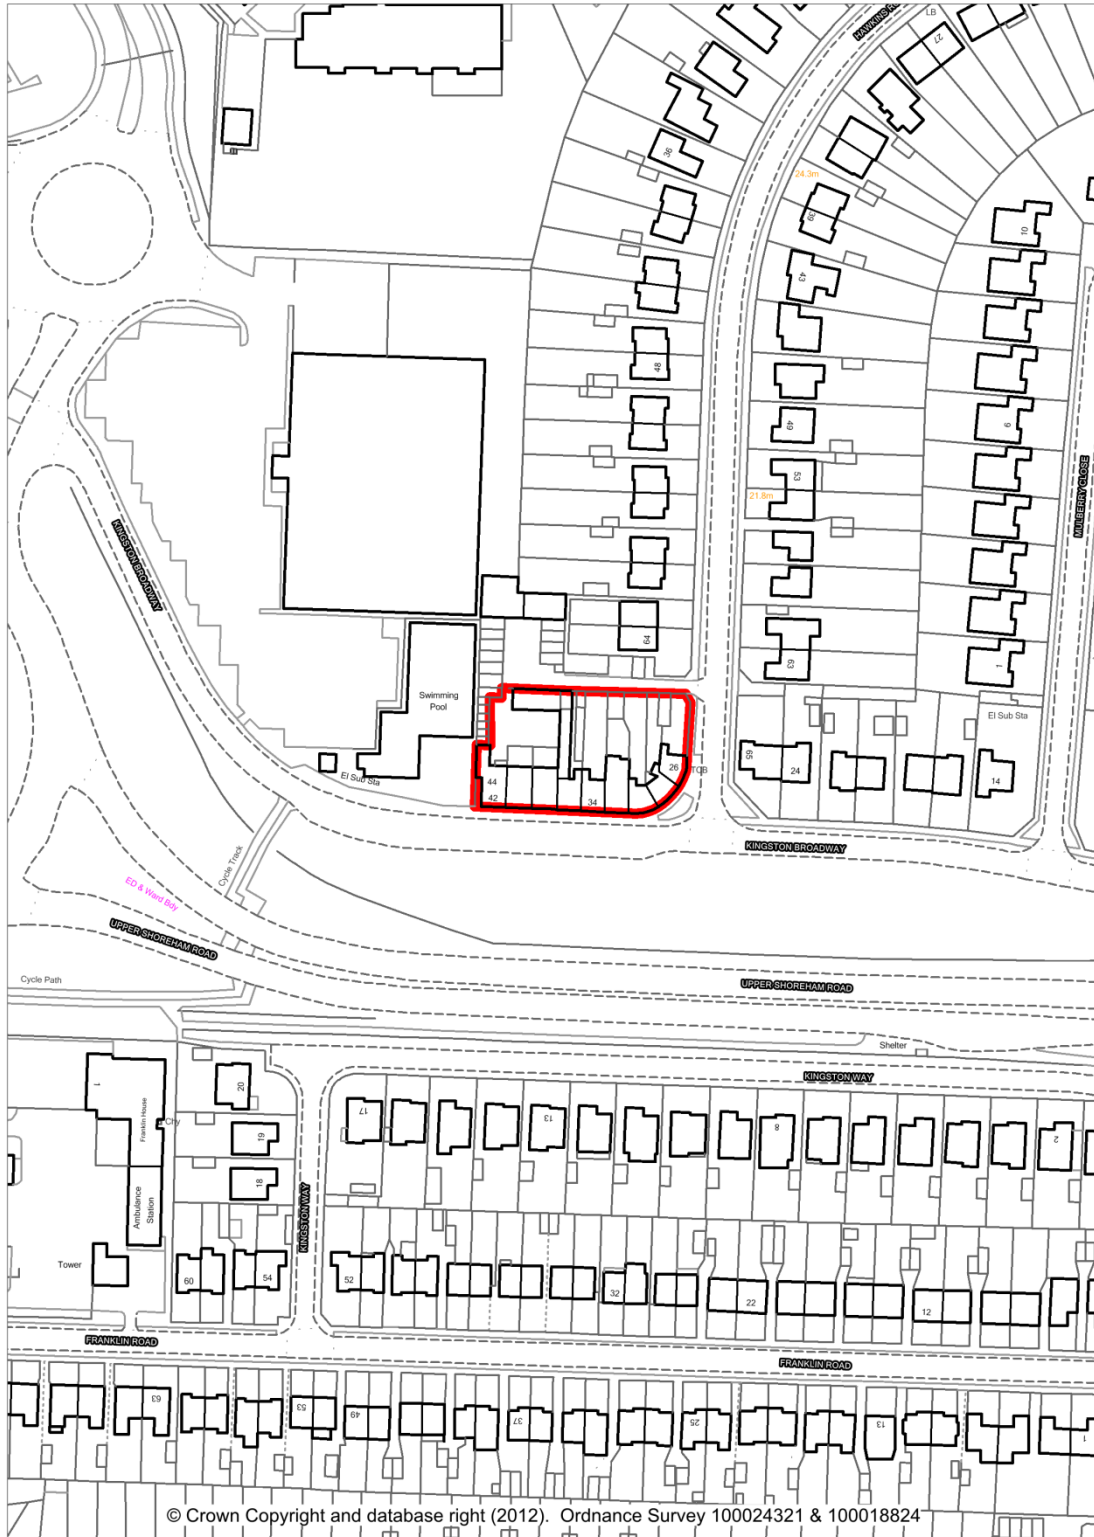 LB
27
36
24.3m
39
10
43
48
9
49
53
21.8m
MULBERRY CLOSE
KINGSTON BROADWAY
64
63
1
Swimming
Pool
El Sub Sta
El Sub Sta
44
42
34
26
TCB
65
24
14
KINGSTON BROADWAY
Cycle Track
ED & Ward Bdy
UPPER SHOREHAM ROAD
Cycle Path
UPPER SHOREHAM ROAD
Shelter
KINGSTON WAY
1
Franklin House
Chy
20
19
18
17
13
8
2
Ambulance
Station
KINGSTON WAY
Tower
60
54
52
32
22
12
FRANKLIN ROAD
FRANKLIN ROAD
63
53
49
37
25
13
1
© Crown Copyright and database right (2012). Ordnance Survey 100024321 & 100018824